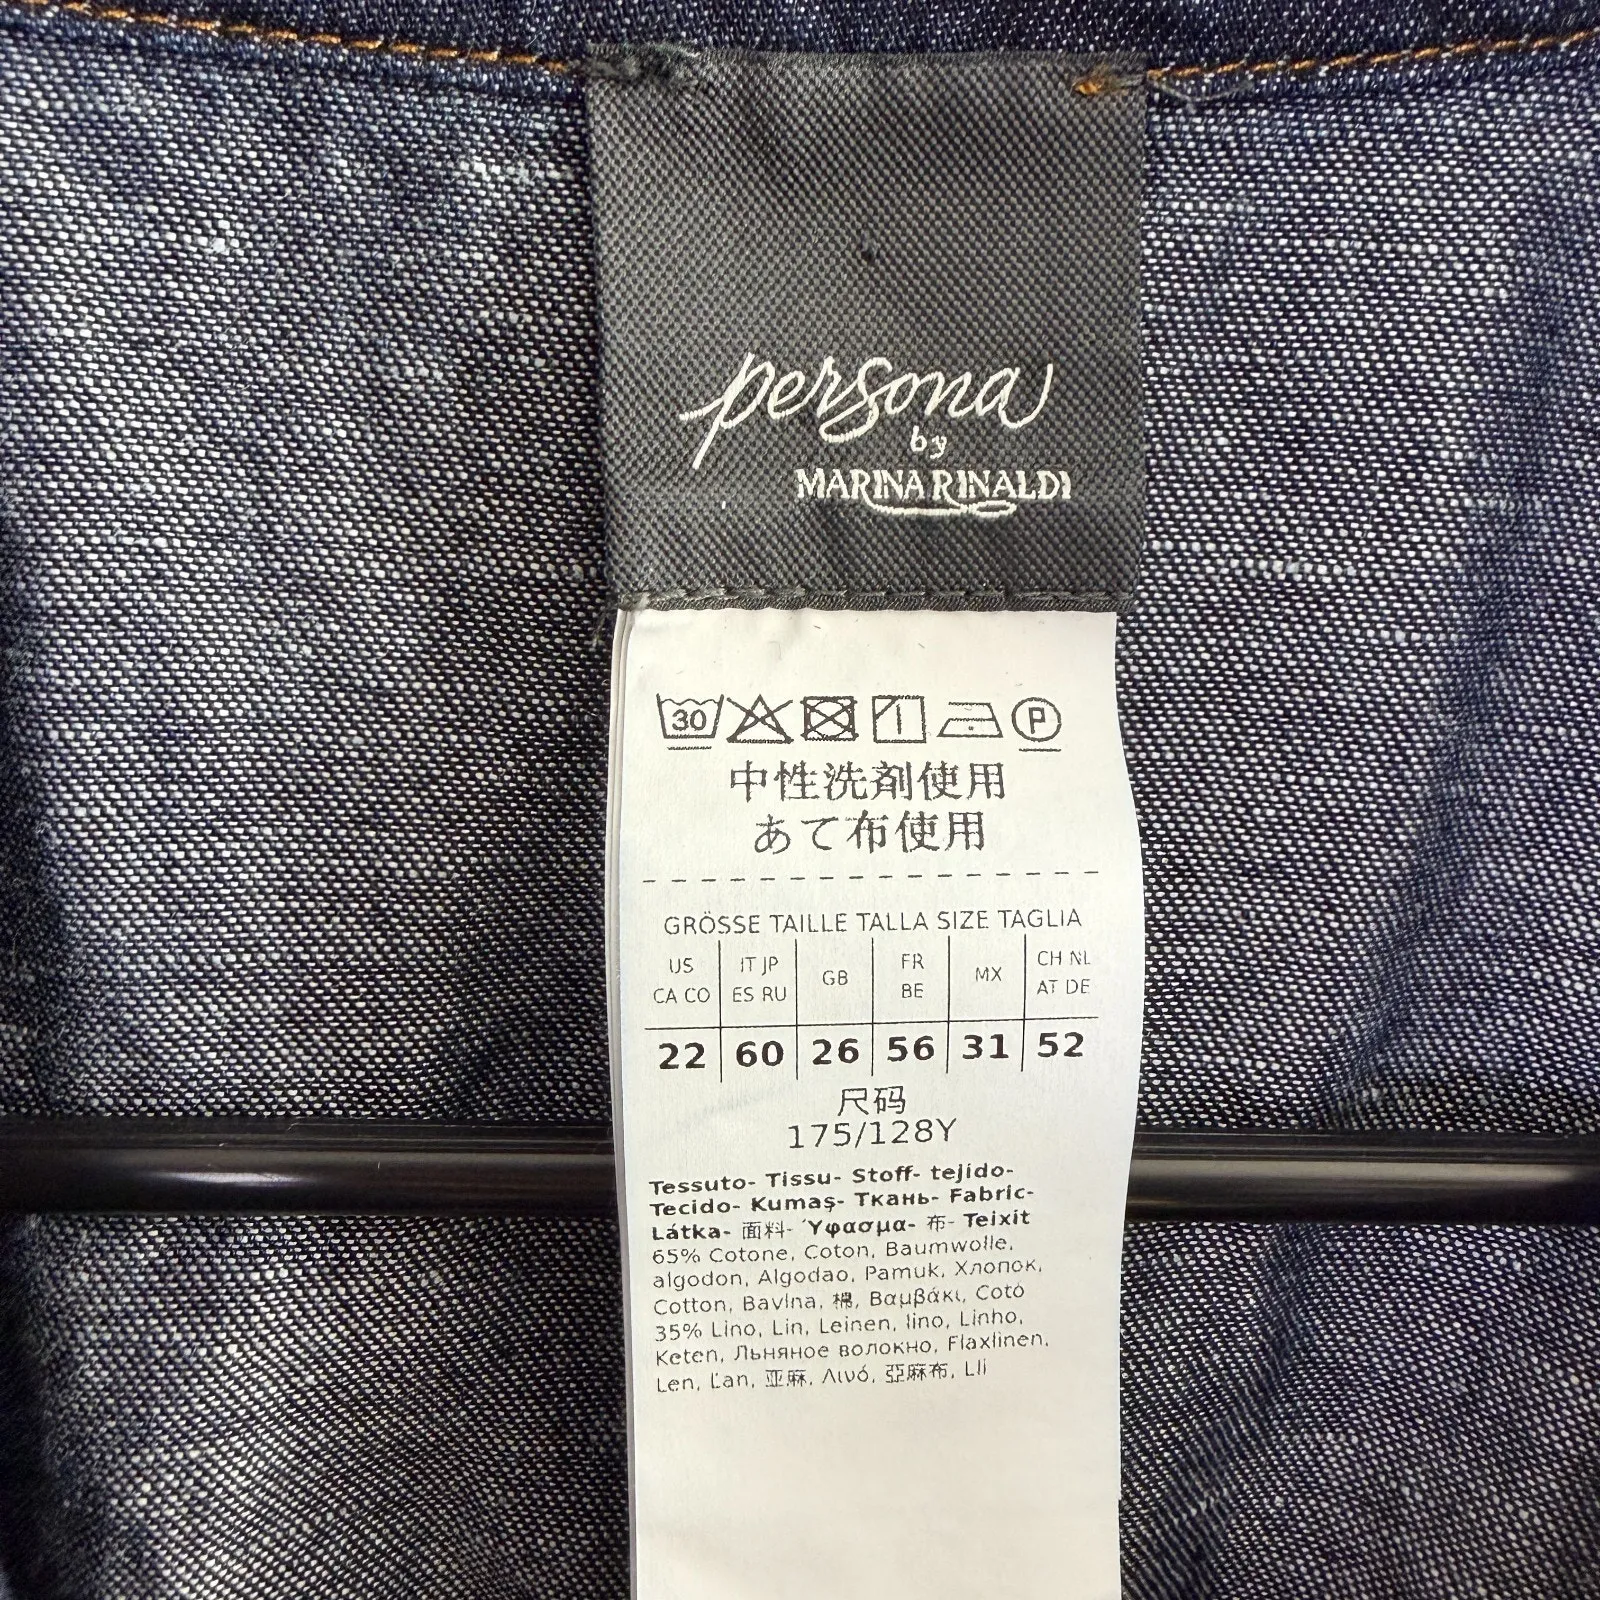 persona
by
MARINA RINALDI
30
P
中性洗剤使用
あて布使用
GRÖSSE TAILLE TALLA SIZE TAGLIA
US CA CO IT JP ES RU GB FR BE MX CH NL AT DE
22 60 26 56 31 52
尺码
175/128Y
Tessuto- Tissu- Stoff- tejido-
Tecido- Kumaş- Ткань- Fabric-
Látka- 面料- Ύφασμα- 布- Teixit
65% Cotone, Coton, Baumwolle,
algodon, Algodao, Pamuk, Хлопок,
Cotton, Bavlna, 棉, Βαμβάκι, Cotó
35% Lino, Lin, Leinen, lino, Linho,
Keten, Льняное волокно, Flaxlinen,
Len, Ľan, 亚麻, Λινό, 亞麻布, Lli